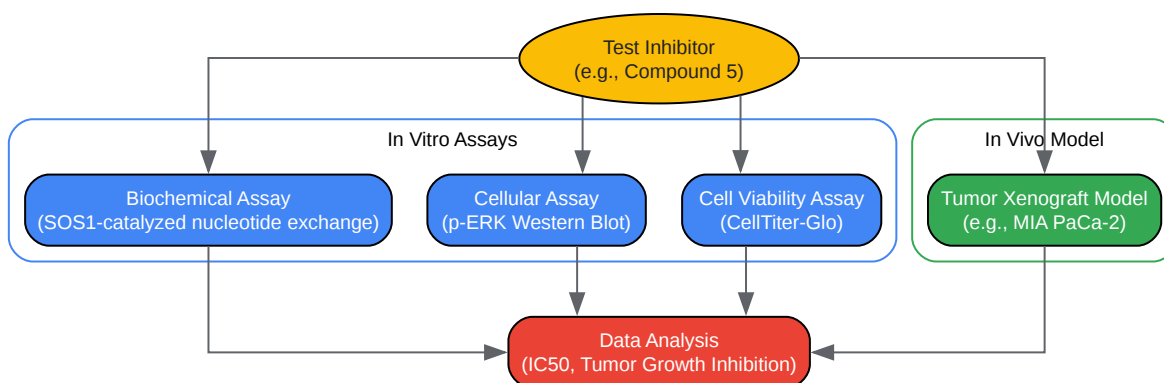 Test Inhibitor
(e.g., Compound 5)
In Vitro Assays
In Vivo Model
Biochemical Assay
(SOS1-catalyzed nucleotide exchange)
Cellular Assay
(p-ERK Western Blot)
Cell Viability Assay
(CellTiter-Glo)
Tumor Xenograft Model
(e.g., MIA PaCa-2)
Data Analysis
(IC50, Tumor Growth Inhibition)